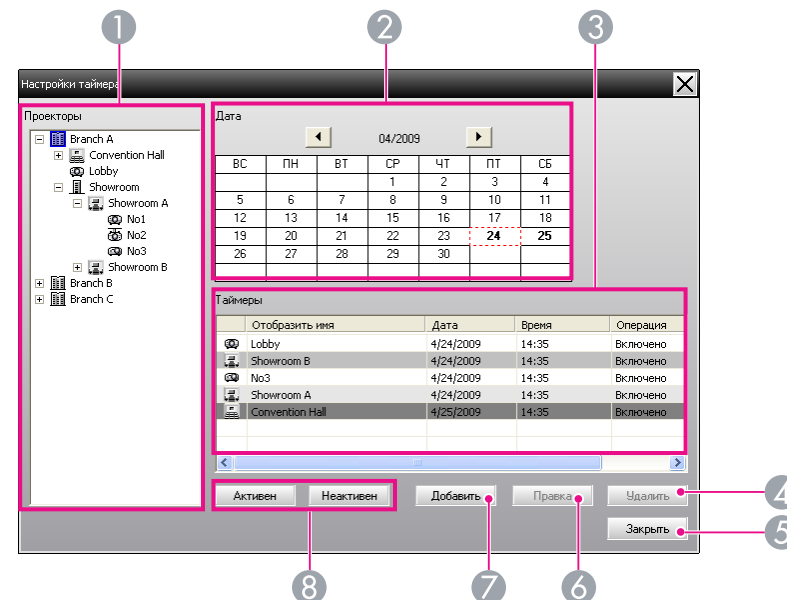 1 2 3
Настройки таймера
Проекторы
Branch A
Convention Hall
Lobby
Showroom
Showroom A
No1
No2
No3
Showroom B
Branch B
Branch C
Дата
04/2009
ВС ПН ВТ СР ЧТ ПТ СБ
1 2 3 4
5 6 7 8 9 10 11
12 13 14 15 16 17 18
19 20 21 22 23 24 25
26 27 28 29 30
Таймеры
Отобразить имя Дата Время Операция
Lobby 4/24/2009 14:35 Включено
Showroom B 4/24/2009 14:35 Включено
No3 4/24/2009 14:35 Включено
Showroom A 4/24/2009 14:35 Включено
Convention Hall 4/25/2009 14:35 Включено
Активен Неактивен Добавить Правка Удалить 4
Закрыть 5
8 7 6